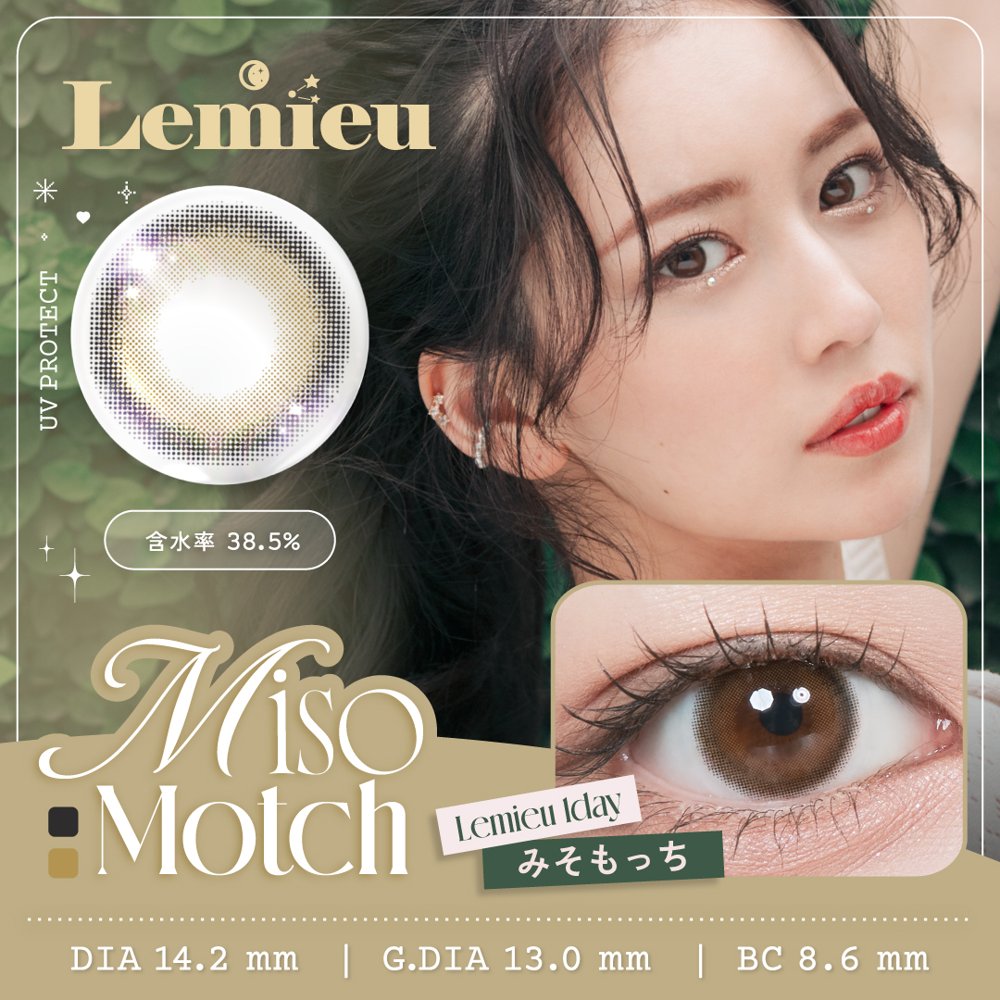 Lemieu
UV PROTECT
含水率 38.5%
Miso
Motch
Lemieu 1day
みそもっち
DIA 14.2 mm | G.DIA 13.0 mm | BC 8.6 mm